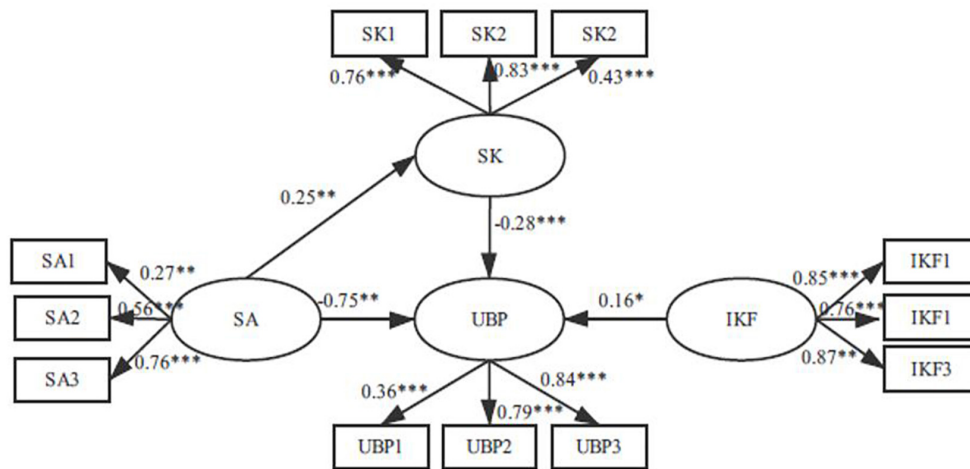 SK1 SK2 SK2
0.76*** 0.83*** 0.43***
SK
0.25**
-0.28***
SA1
SA2
SA3
0.27**
0.56***
0.76***
SA
-0.75**
UBP
0.16*
IKF
0.85***
0.76***
0.87**
IKF1
IKF1
IKF3
0.36*** 0.79*** 0.84***
UBP1 UBP2 UBP3